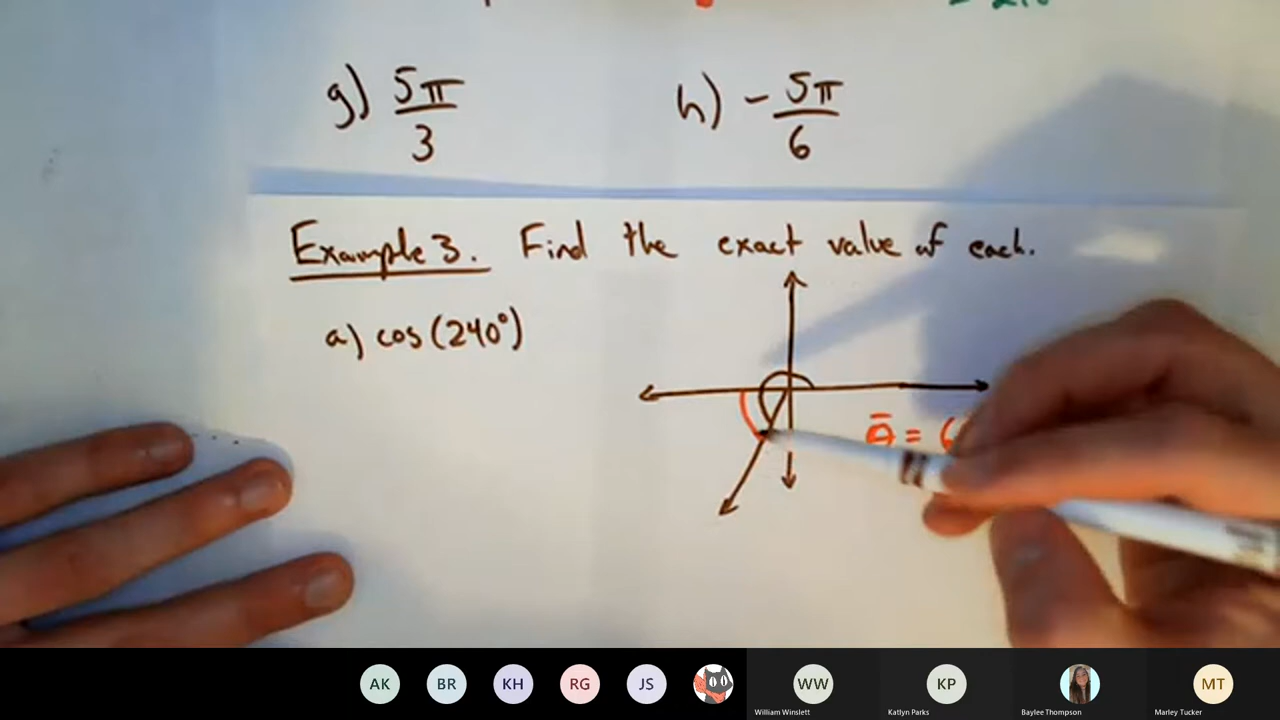 g) 5π/3
h) -5π/6
Example 3. Find the exact value of each.
a) cos(240°)
AK
BR
KH
RG
JS
WW
William Winslett
KP
Katlyn Parks
Baylee Thompson
MT
Marley Tucker